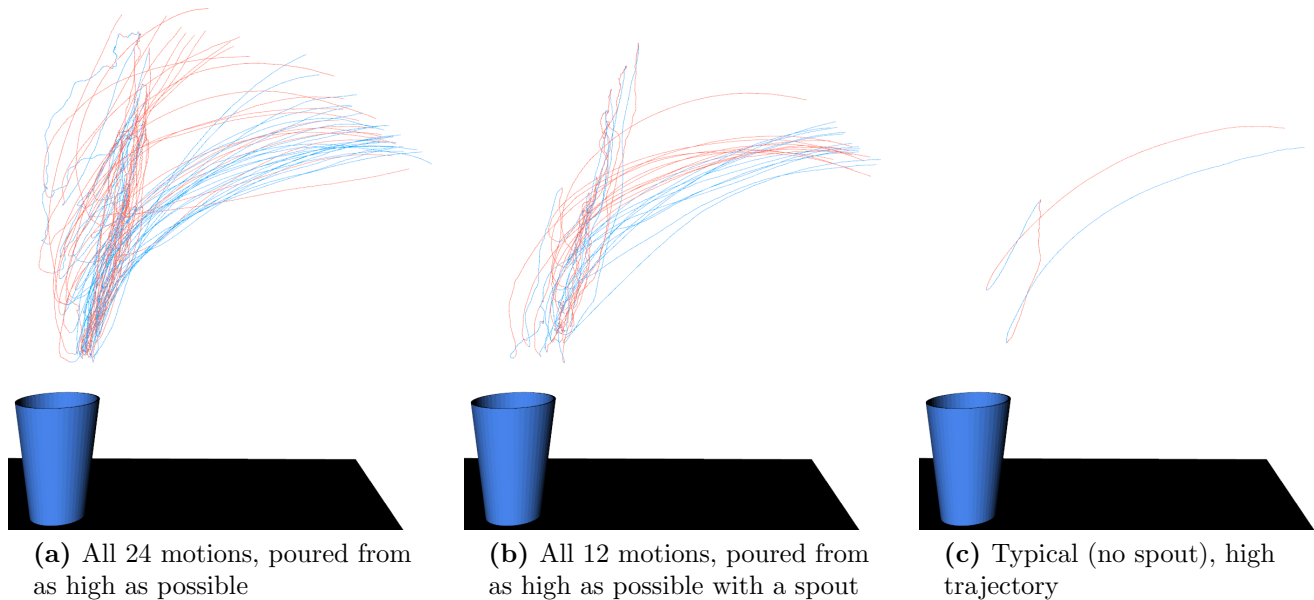 (a) All 24 motions, poured from
as high as possible
(b) All 12 motions, poured from
as high as possible with a spout
(c) Typical (no spout), high
trajectory